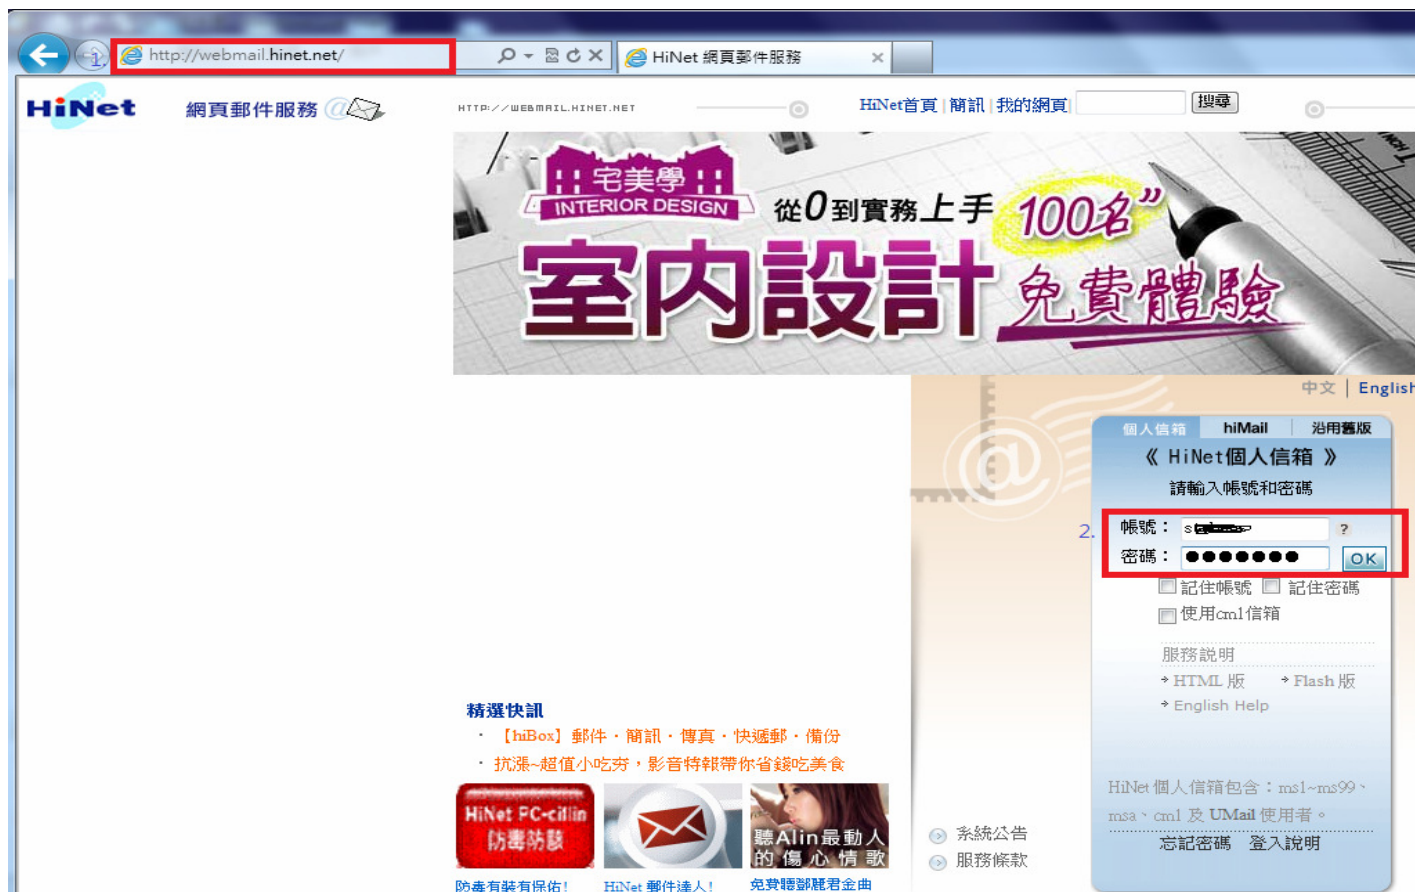 1.
http://webmail.hinet.net/
HiNet 網頁郵件服務
HiNet 網頁郵件服務 @
HTTP://WEBMAIL.HINET.NET
HiNet首頁 | 簡訊 | 我的網頁|
搜尋
宅美學
INTERIOR DESIGN
從0到實務上手
100名”
室內設計
免費體驗
中文 | English
個人信箱 hiMail 沿用舊版
《 HiNet個人信箱 》
請輸入帳號和密碼
2.
帳號： s ?
密碼： ●●●●●●● OK
記住帳號 記住密碼
使用cm1信箱
服務說明
HTML 版 Flash 版
English Help
HiNet 個人信箱包含：ms1~ms99、
msa、cm1 及 UMail 使用者。
忘記密碼 登入說明
精選快訊
· 【hiBox】郵件．簡訊．傳真．快遞郵．備份
· 抗漲~超值小吃夯，影音特報帶你省錢吃美食
HiNet PC-cillin
防毒防駭
聽Alin最動人
的傷心情歌
防毒有裝有保佑!
HiNet 郵件達人!
免費聽鄧麗君金曲
系統公告
服務條款